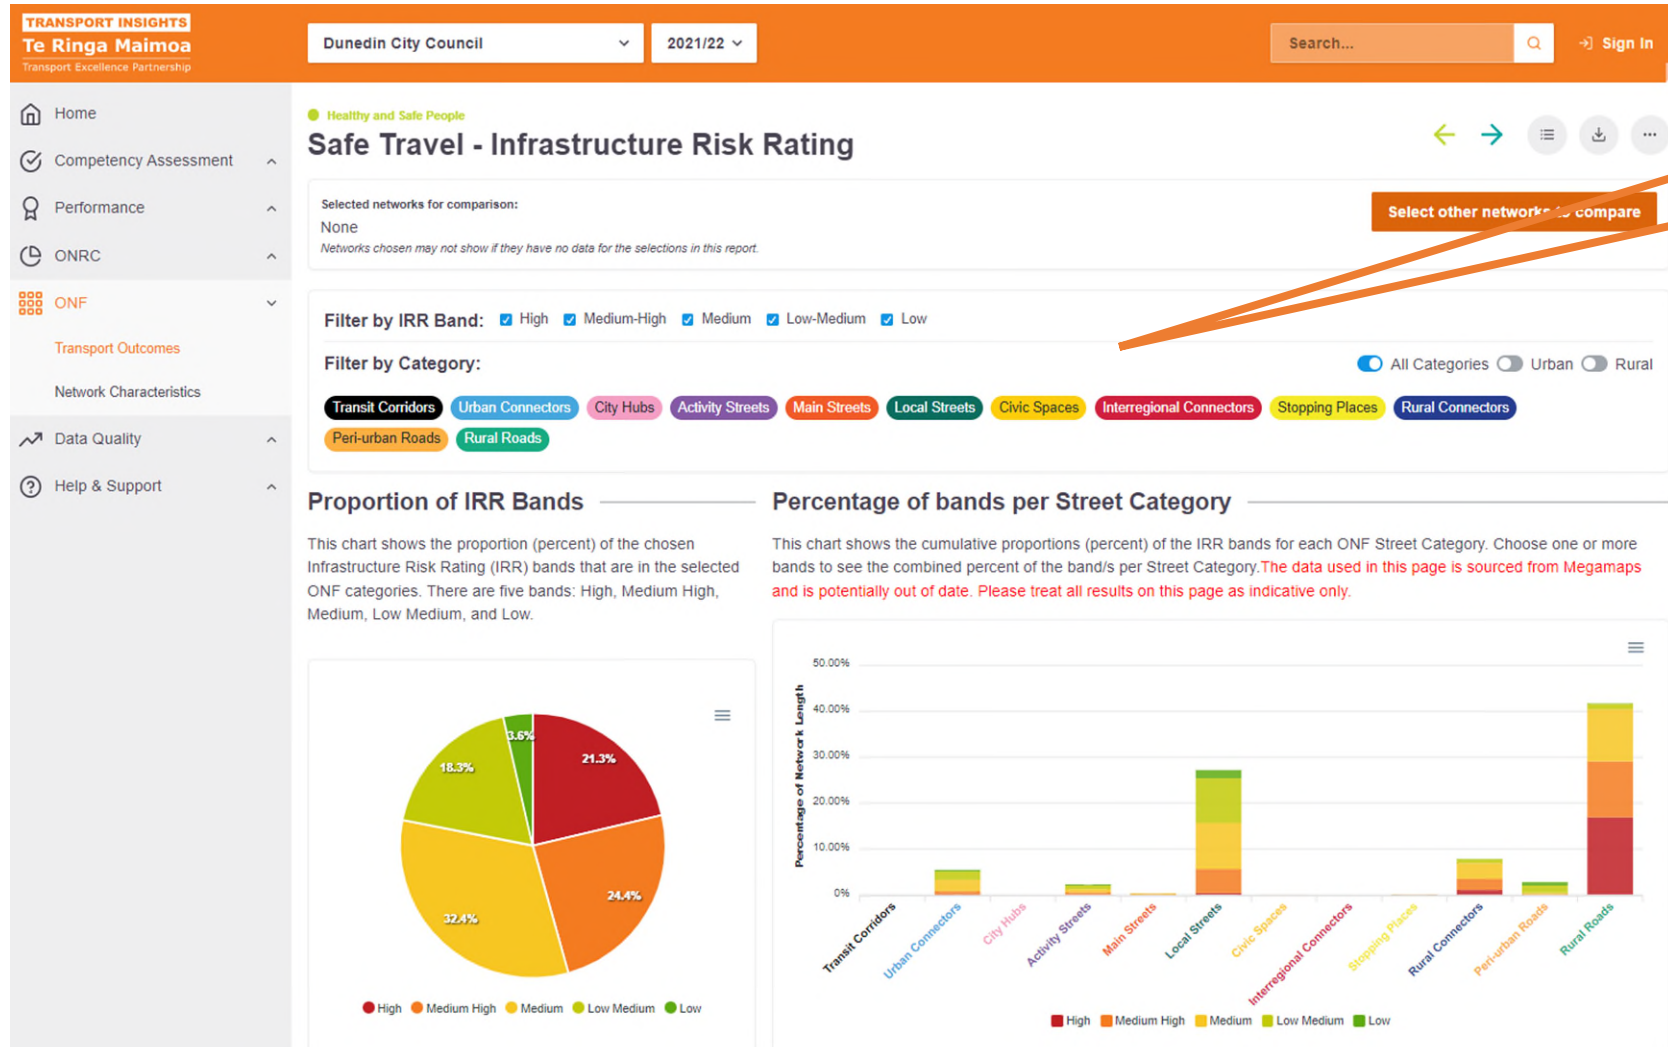 TRANSPORT INSIGHTS
Te Ringa Maimoa
Transport Excellence Partnership
Dunedin City Council
2021/22
Search...
Sign In
Home
Competency Assessment
Performance
ONRC
ONF
Transport Outcomes
Network Characteristics
Data Quality
Help & Support
Healthy and Safe People
Safe Travel - Infrastructure Risk Rating
Selected networks for comparison:
None
Networks chosen may not show if they have no data for the selections in this report.
Select other networks to compare
Filter by IRR Band: High Medium-High Medium Low-Medium Low
Filter by Category:
All Categories Urban Rural
Transit Corridors Urban Connectors City Hubs Activity Streets Main Streets Local Streets Civic Spaces Interregional Connectors Stopping Places Rural Connectors
Peri-urban Roads Rural Roads
Proportion of IRR Bands
This chart shows the proportion (percent) of the chosen
Infrastructure Risk Rating (IRR) bands that are in the selected
ONF categories. There are five bands: High, Medium High,
Medium, Low Medium, and Low.
3.6%
21.3%
18.3%
24.4%
32.4%
High Medium High Medium Low Medium Low
Percentage of bands per Street Category
This chart shows the cumulative proportions (percent) of the IRR bands for each ONF Street Category. Choose one or more
bands to see the combined percent of the band/s per Street Category.The data used in this page is sourced from Megamaps
and is potentially out of date. Please treat all results on this page as indicative only.
Percentage of Network Length
50.00%
40.00%
30.00%
20.00%
10.00%
0%
Transit Corridors
Urban Connectors
City Hubs
Activity Streets
Main Streets
Local Streets
Civic Spaces
Interregional Connectors
Stopping Places
Rural Connectors
Peri-urban Roads
Rural Roads
High Medium High Medium Low Medium Low